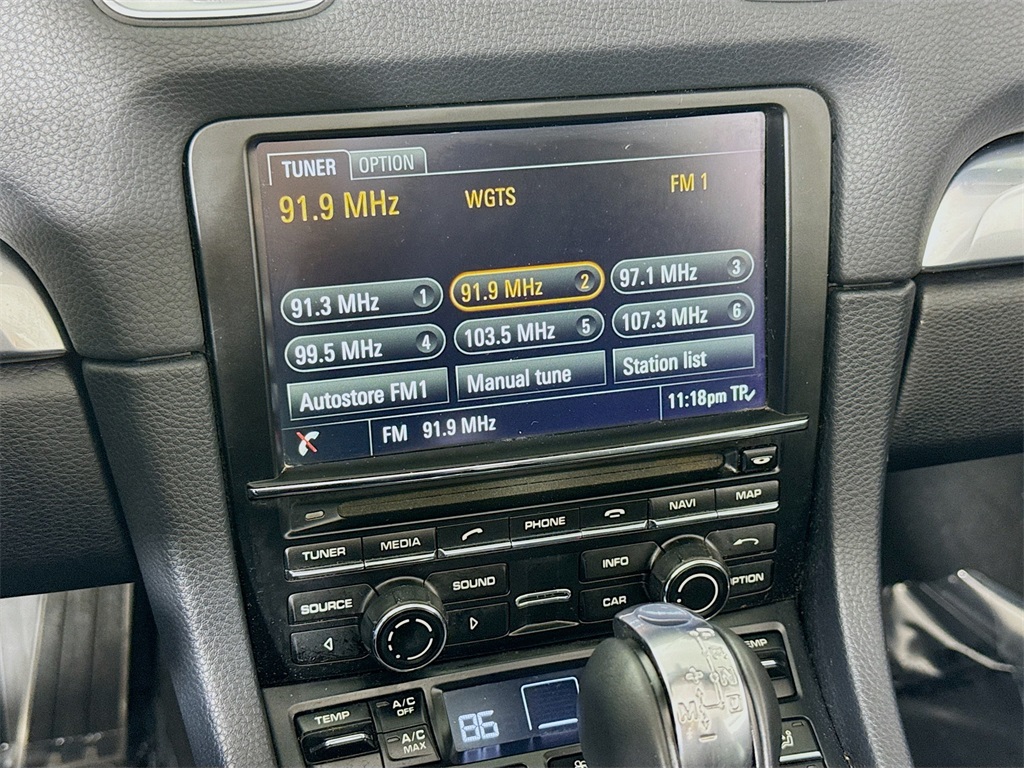 TUNER OPTION
91.9 MHz WGTS FM 1
91.3 MHz 1 91.9 MHz 2 97.1 MHz 3
99.5 MHz 4 103.5 MHz 5 107.3 MHz 6
Autostore FM1 Manual tune Station list
FM 91.9 MHz 11:18pm TP
TUNER MEDIA PHONE NAVI MAP
SOURCE SOUND INFO
CAR OPTION
TEMP A/C OFF 86 TEMP
A/C MAX
P
R
N
M D